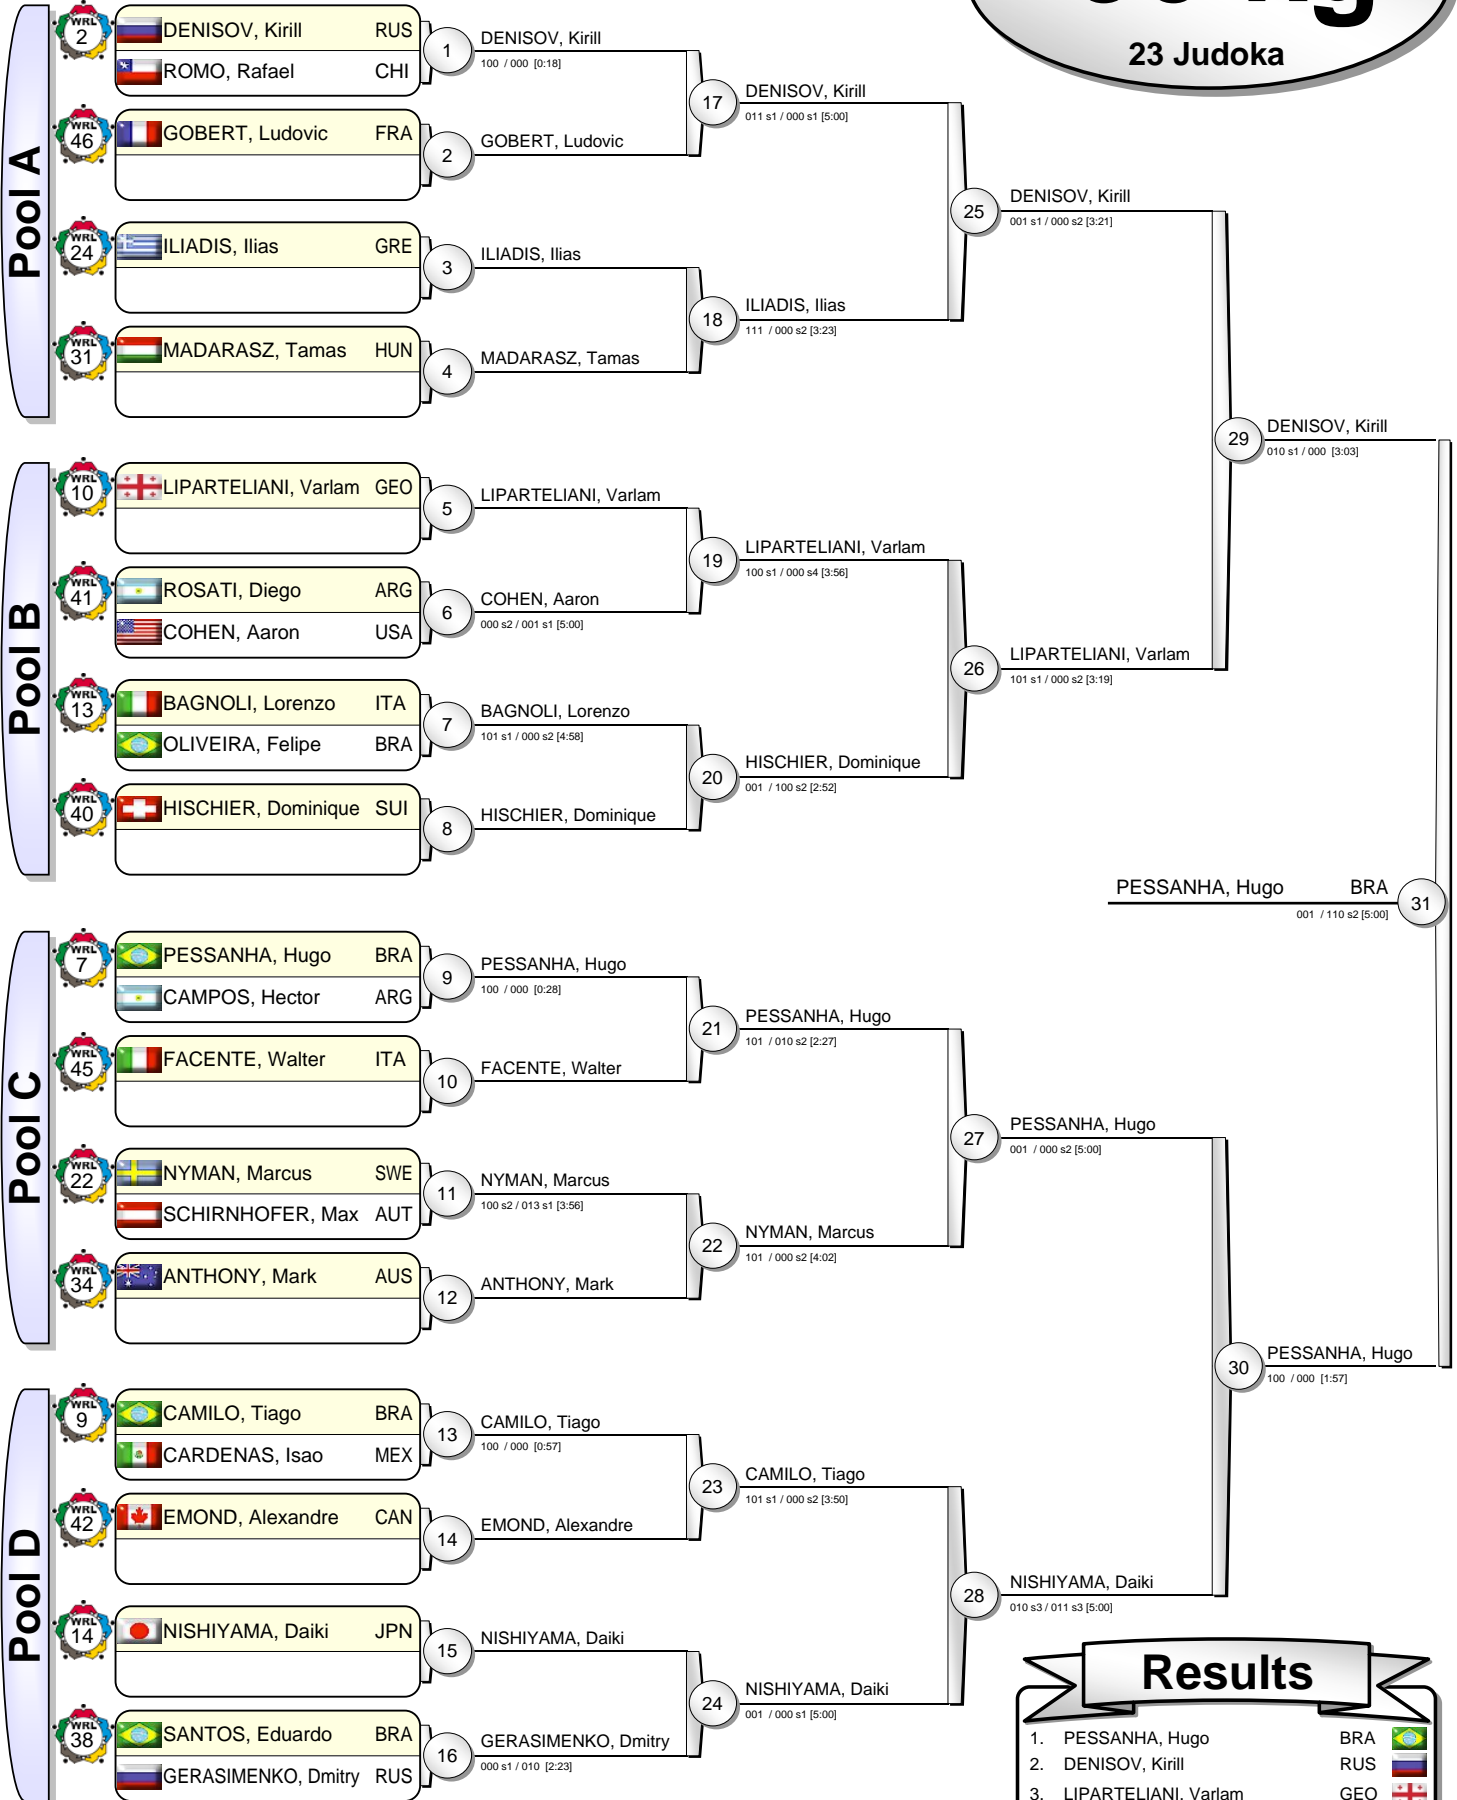 23 Judoka
Pool A
WRL 2
DENISOV, Kirill RUS
ROMO, Rafael CHI
1
DENISOV, Kirill
100 / 000 [0:18]
WRL 46
GOBERT, Ludovic FRA
2
GOBERT, Ludovic
17
DENISOV, Kirill
011 s1 / 000 s1 [5:00]
WRL 24
ILIADIS, Ilias GRE
3
ILIADIS, Ilias
WRL 31
MADARASZ, Tamas HUN
4
MADARASZ, Tamas
18
ILIADIS, Ilias
111 / 000 s2 [3:23]
25
DENISOV, Kirill
001 s1 / 000 s2 [3:21]
Pool B
WRL 10
LIPARTELIANI, Varlam GEO
5
LIPARTELIANI, Varlam
WRL 41
ROSATI, Diego ARG
COHEN, Aaron USA
6
COHEN, Aaron
000 s2 / 001 s1 [5:00]
19
LIPARTELIANI, Varlam
100 s1 / 000 s4 [3:56]
WRL 13
BAGNOLI, Lorenzo ITA
OLIVEIRA, Felipe BRA
7
BAGNOLI, Lorenzo
101 s1 / 000 s2 [4:58]
WRL 40
HISCHIER, Dominique SUI
8
HISCHIER, Dominique
20
HISCHIER, Dominique
001 / 100 s2 [2:52]
26
LIPARTELIANI, Varlam
101 s1 / 000 s2 [3:19]
29
DENISOV, Kirill
010 s1 / 000 [3:03]
PESSANHA, Hugo BRA
001 / 110 s2 [5:00]
31
Pool C
WRL 7
PESSANHA, Hugo BRA
CAMPOS, Hector ARG
9
PESSANHA, Hugo
100 / 000 [0:28]
WRL 45
FACENTE, Walter ITA
10
FACENTE, Walter
21
PESSANHA, Hugo
101 / 010 s2 [2:27]
WRL 22
NYMAN, Marcus SWE
SCHIRNHOFER, Max AUT
11
NYMAN, Marcus
100 s2 / 013 s1 [3:56]
WRL 34
ANTHONY, Mark AUS
12
ANTHONY, Mark
22
NYMAN, Marcus
101 / 000 s2 [4:02]
27
PESSANHA, Hugo
001 / 000 s2 [5:00]
Pool D
WRL 9
CAMILO, Tiago BRA
CARDENAS, Isao MEX
13
CAMILO, Tiago
100 / 000 [0:57]
WRL 42
EMOND, Alexandre CAN
14
EMOND, Alexandre
23
CAMILO, Tiago
101 s1 / 000 s2 [3:50]
WRL 14
NISHIYAMA, Daiki JPN
15
NISHIYAMA, Daiki
WRL 38
SANTOS, Eduardo BRA
GERASIMENKO, Dmitry RUS
16
GERASIMENKO, Dmitry
000 s1 / 010 [2:23]
24
NISHIYAMA, Daiki
001 / 000 s1 [5:00]
28
NISHIYAMA, Daiki
010 s3 / 011 s3 [5:00]
30
PESSANHA, Hugo
100 / 000 [1:57]
Results
1. PESSANHA, Hugo BRA
2. DENISOV, Kirill RUS
3. LIPARTELIANI, Varlam GEO